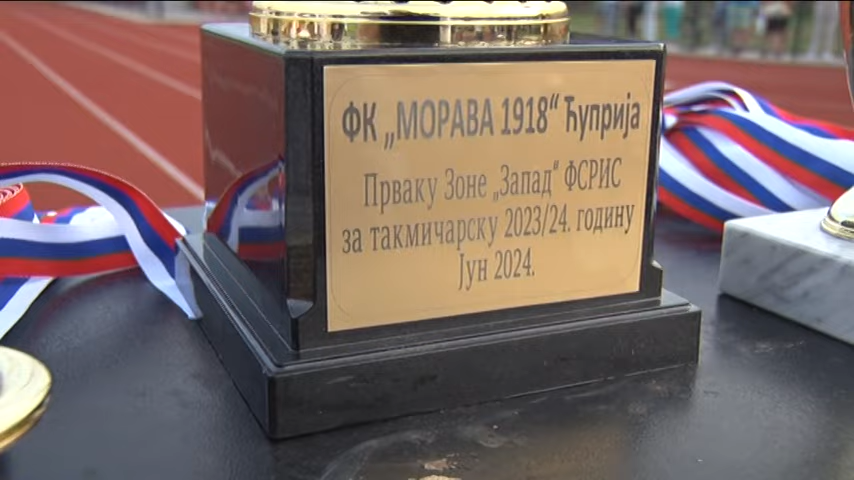 ФК „МОРАВА 1918“ Ћуприја
Прваку Зоне „Запад“ ФСРИС
за такмичарску 2023/24. годину
Јун 2024.